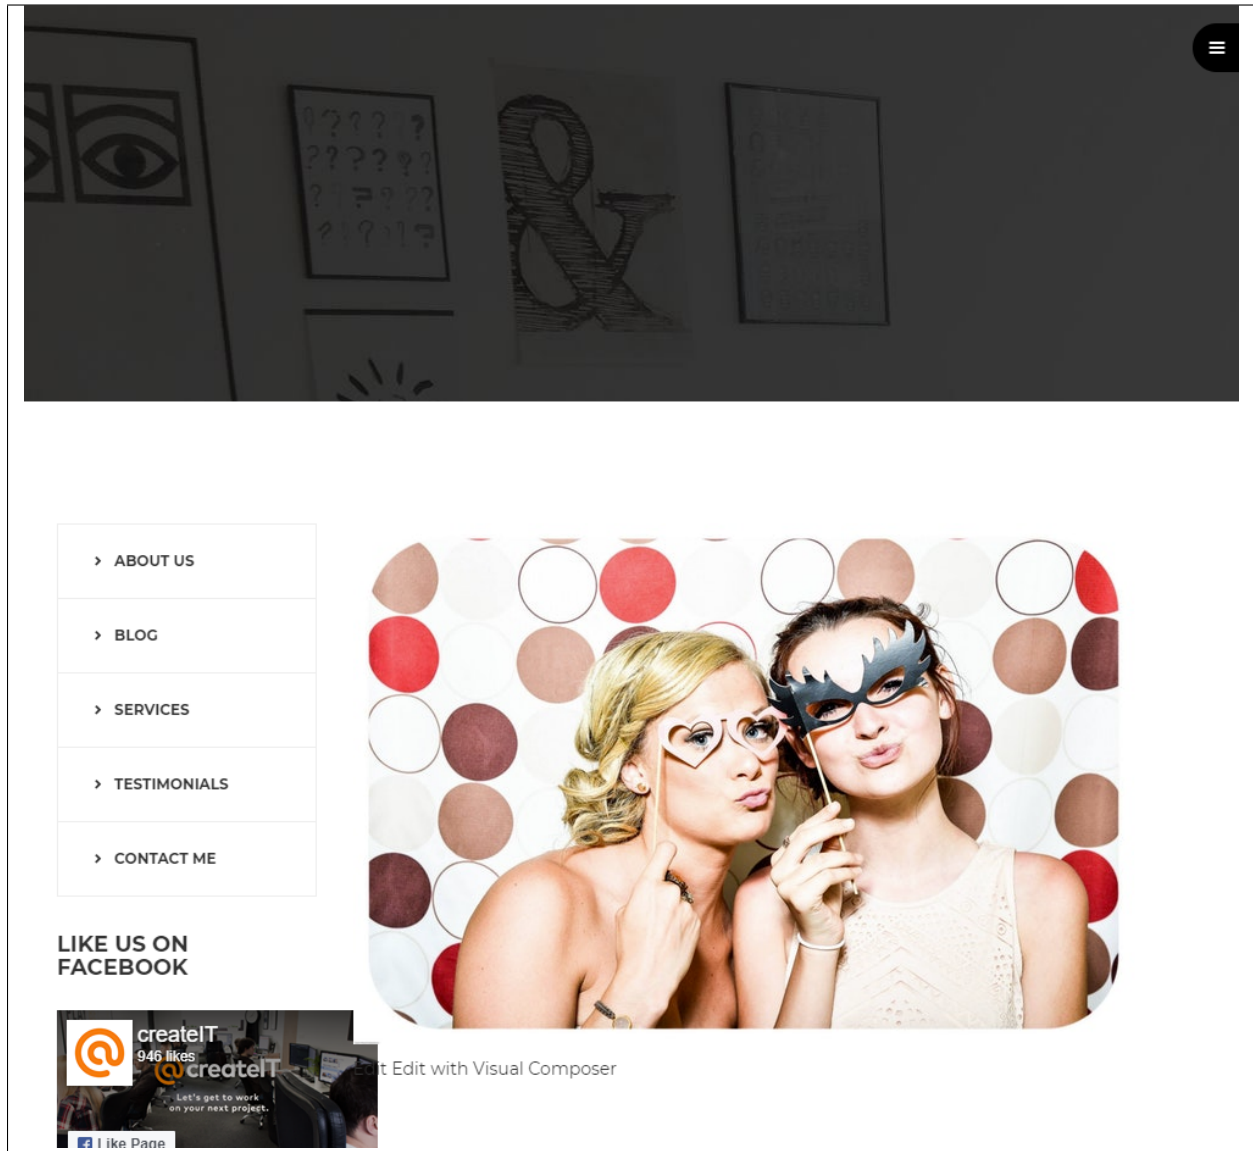 &
ABOUT US
BLOG
SERVICES
TESTIMONIALS
CONTACT ME
LIKE US ON
FACEBOOK
createIT
946 likes
@createIT
Let's get to work
on your next project.
Like Page
Edit Edit with Visual Composer